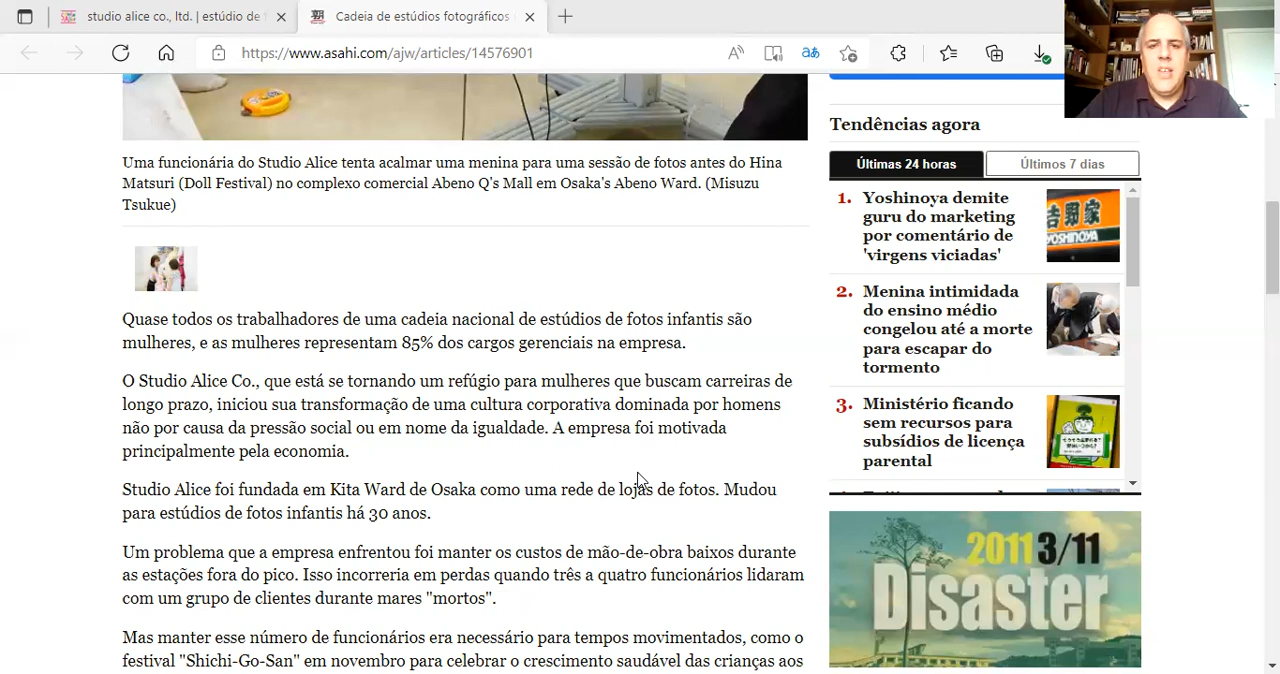 studio alice co., ltd. | estúdio de f
Cadeia de estúdios fotográficos
https://www.asahi.com/ajw/articles/14576901
Uma funcionária do Studio Alice tenta acalmar uma menina para uma sessão de fotos antes do Hina
Matsuri (Doll Festival) no complexo comercial Abeno Q's Mall em Osaka's Abeno Ward. (Misuzu
Tsukue)
Quase todos os trabalhadores de uma cadeia nacional de estúdios de fotos infantis são
mulheres, e as mulheres representam 85% dos cargos gerenciais na empresa.
O Studio Alice Co., que está se tornando um refúgio para mulheres que buscam carreiras de
longo prazo, iniciou sua transformação de uma cultura corporativa dominada por homens
não por causa da pressão social ou em nome da igualdade. A empresa foi motivada
principalmente pela economia.
Studio Alice foi fundada em Kita Ward de Osaka como uma rede de lojas de fotos. Mudou
para estúdios de fotos infantis há 30 anos.
Um problema que a empresa enfrentou foi manter os custos de mão-de-obra baixos durante
as estações fora do pico. Isso incorreria em perdas quando três a quatro funcionários lidaram
com um grupo de clientes durante mares "mortos".
Mas manter esse número de funcionários era necessário para tempos movimentados, como o
festival "Shichi-Go-San" em novembro para celebrar o crescimento saudável das crianças aos
Tendências agora
Últimas 24 horas
Últimos 7 dias
1. Yoshinoya demite
guru do marketing
por comentário de
'virgens viciadas'
吉野家
YOSHINOYA
2. Menina intimidada
do ensino médio
congelou até a morte
para escapar do
tormento
3. Ministério ficando
sem recursos para
subsídios de licença
parental
2011 3/11
Disaster